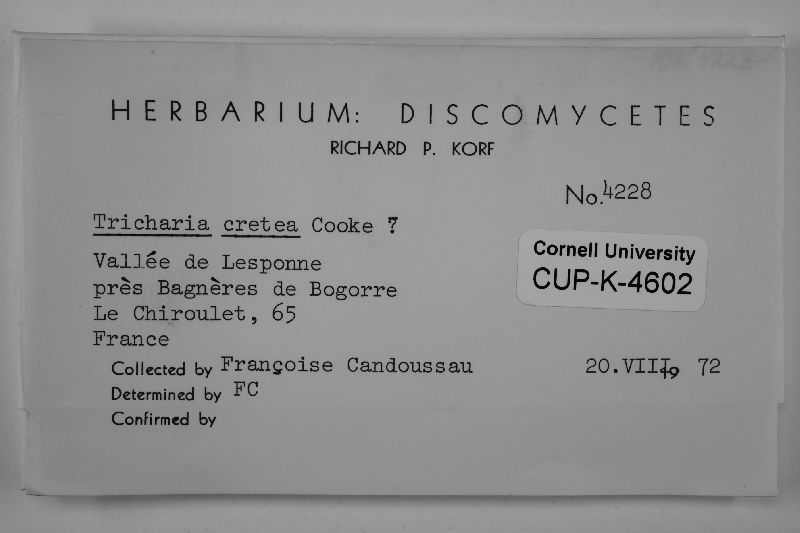 HERBARIUM: DISCOMYCETES
RICHARD P. KORF
No. 4228
Tricharia cretea Cooke ?
Vallée de Lesponne
près Bagnères de Bogorre
Le Chiroulet, 65
France
Cornell University
CUP-K-4602
Collected by Françoise Candoussau 20.VIII, 19 72
Determined by FC
Confirmed by